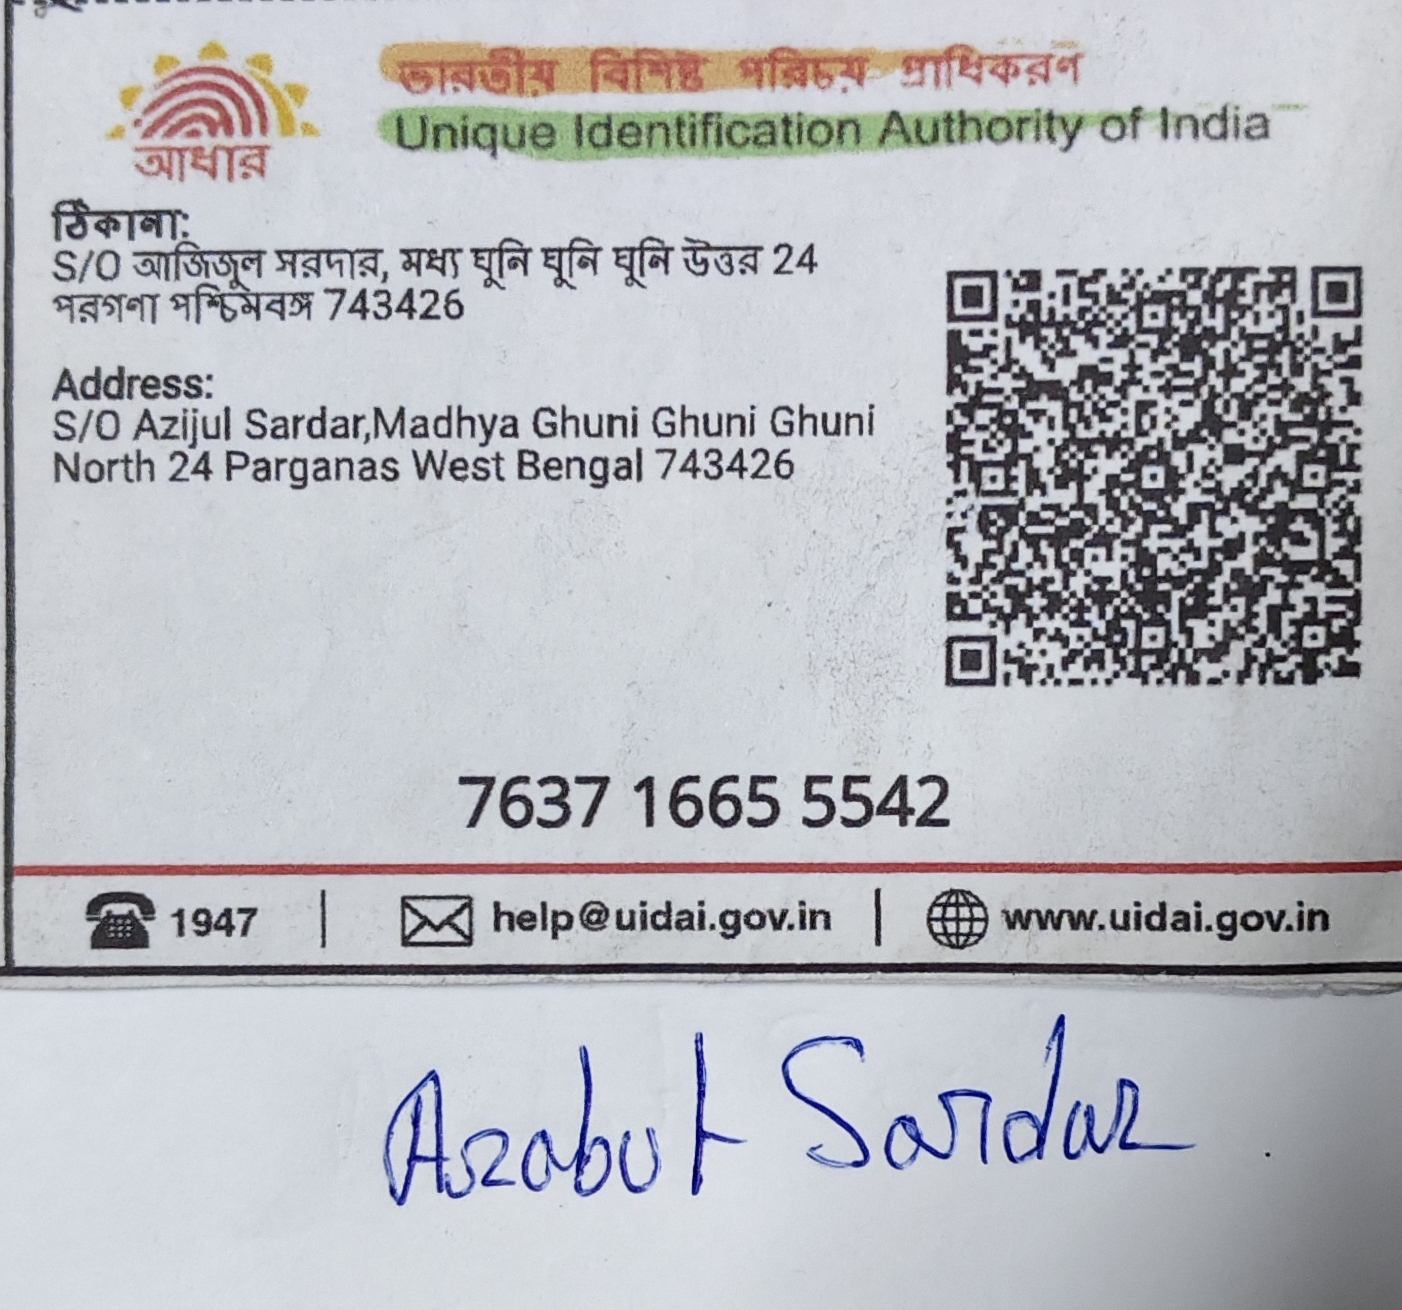 ভারতীয় বিশিষ্ট পরিচয় প্রাধিকরণ
Unique Identification Authority of India
আধার
ঠিকানা:
S/O আজিজুল সরদার, মধ্য ঘুনি ঘুনি ঘুনি উত্তর 24
পরগণা পশ্চিমবঙ্গ 743426
Address:
S/O Azijul Sardar,Madhya Ghuni Ghuni Ghuni
North 24 Parganas West Bengal 743426
7637 1665 5542
1947 | help@uidai.gov.in | www.uidai.gov.in
Sardar